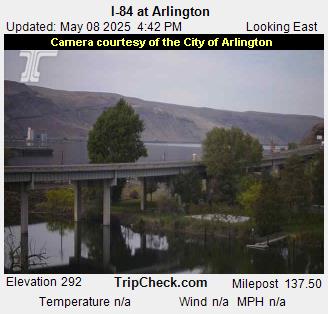 I-84 at Arlington
Updated: May 08 2025 4:42 PM Looking East
Camera courtesy of the City of Arlington
Elevation 292 TripCheck.com Milepost 137.50
Temperature n/a Wind n/a MPH n/a